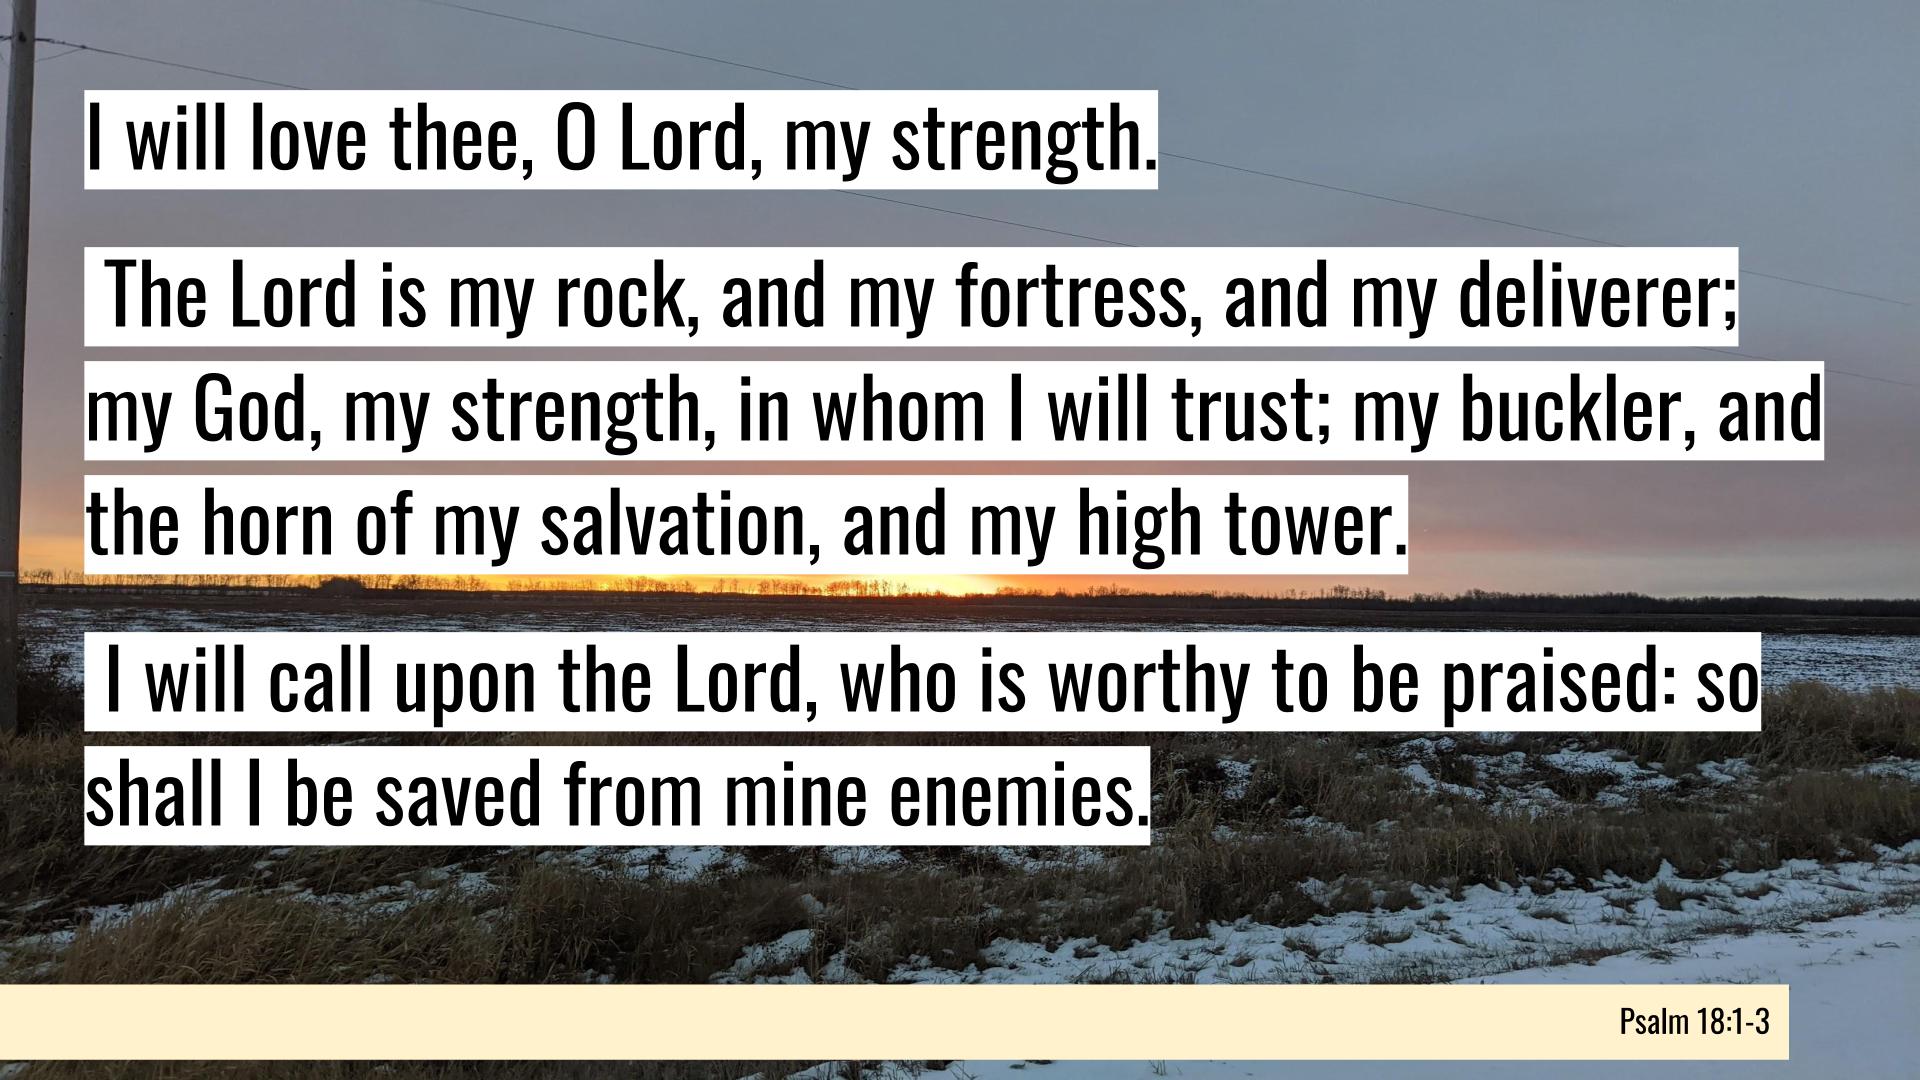 I will love thee, O Lord, my strength.
The Lord is my rock, and my fortress, and my deliverer;
my God, my strength, in whom I will trust; my buckler, and
the horn of my salvation, and my high tower.
I will call upon the Lord, who is worthy to be praised: so
shall I be saved from mine enemies.
Psalm 18:1-3